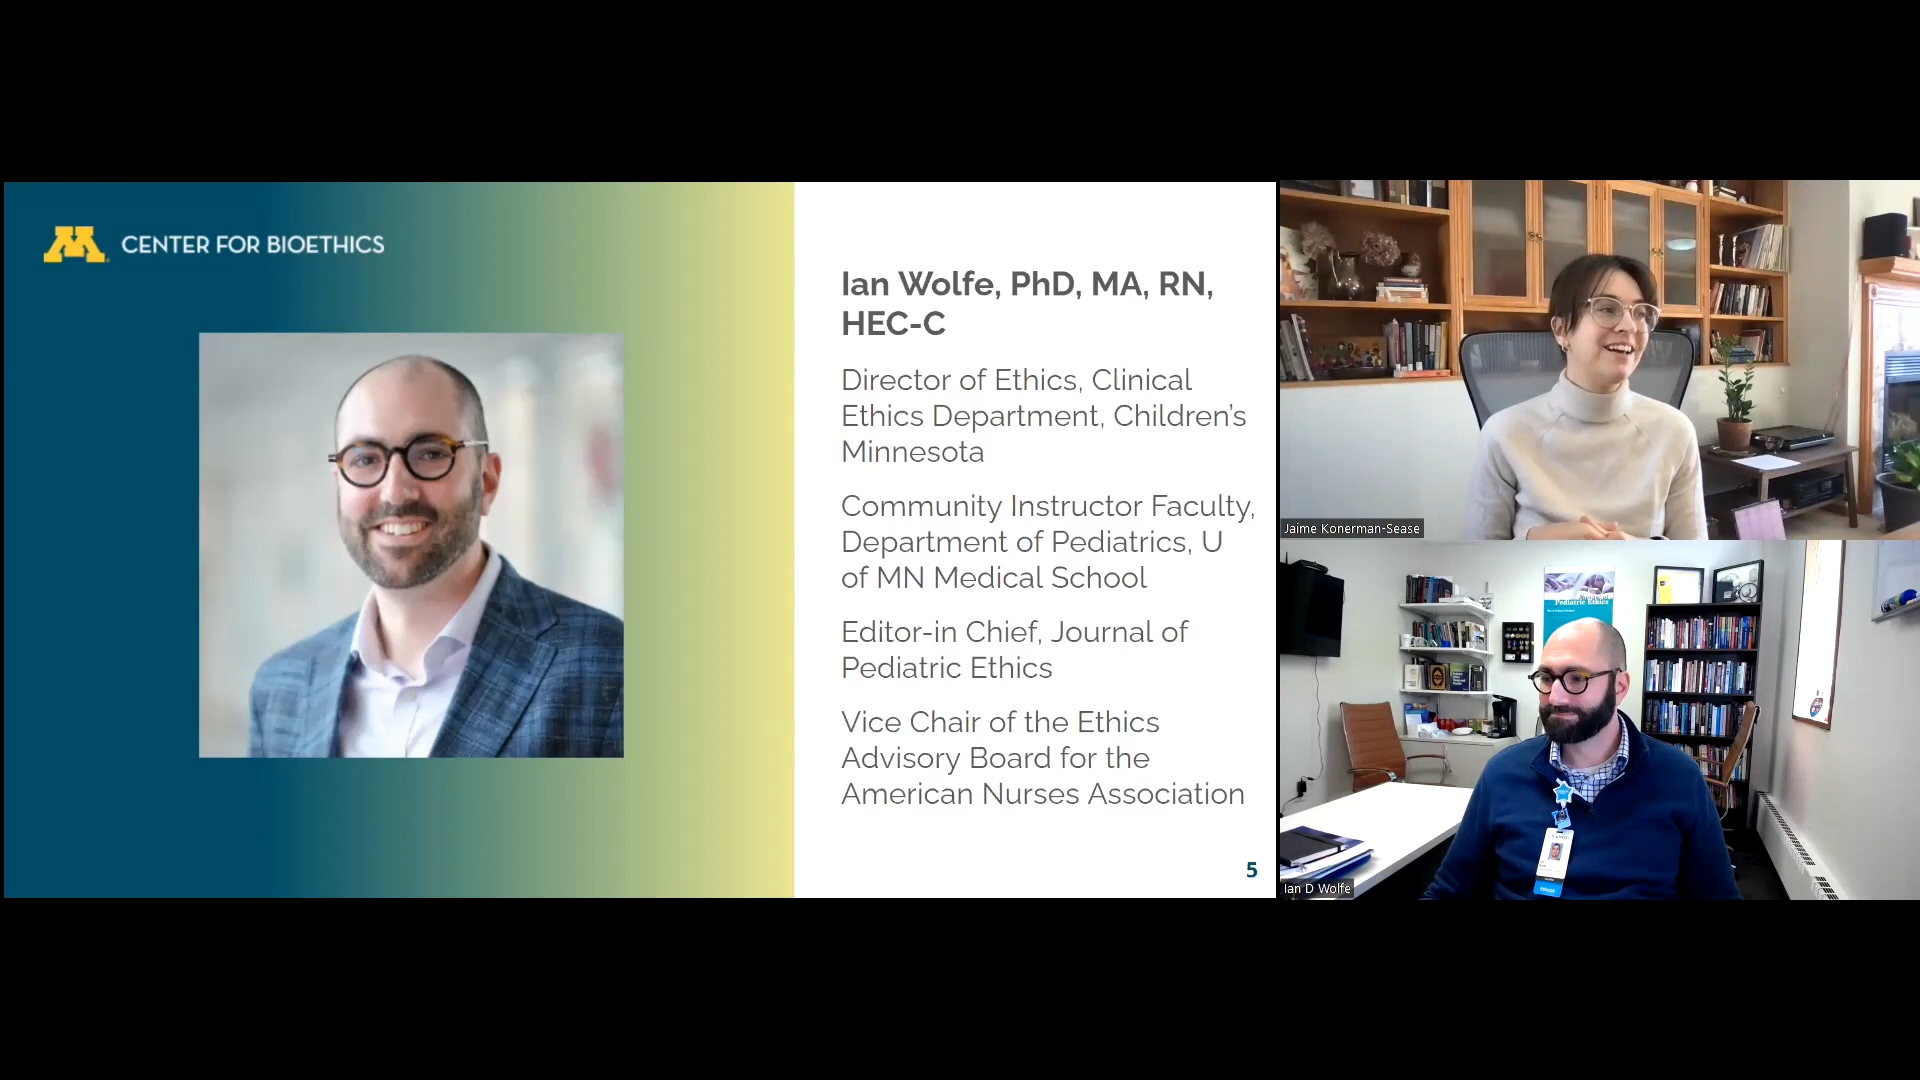 CENTER FOR BIOETHICS
Ian Wolfe, PhD, MA, RN,
HEC-C
Director of Ethics, Clinical
Ethics Department, Children's
Minnesota
Community Instructor Faculty,
Department of Pediatrics, U
of MN Medical School
Editor-in Chief, Journal of
Pediatric Ethics
Vice Chair of the Ethics
Advisory Board for the
American Nurses Association
5
Jaime Konerman-Sease
Pediatric Ethics
Ian D Wolfe